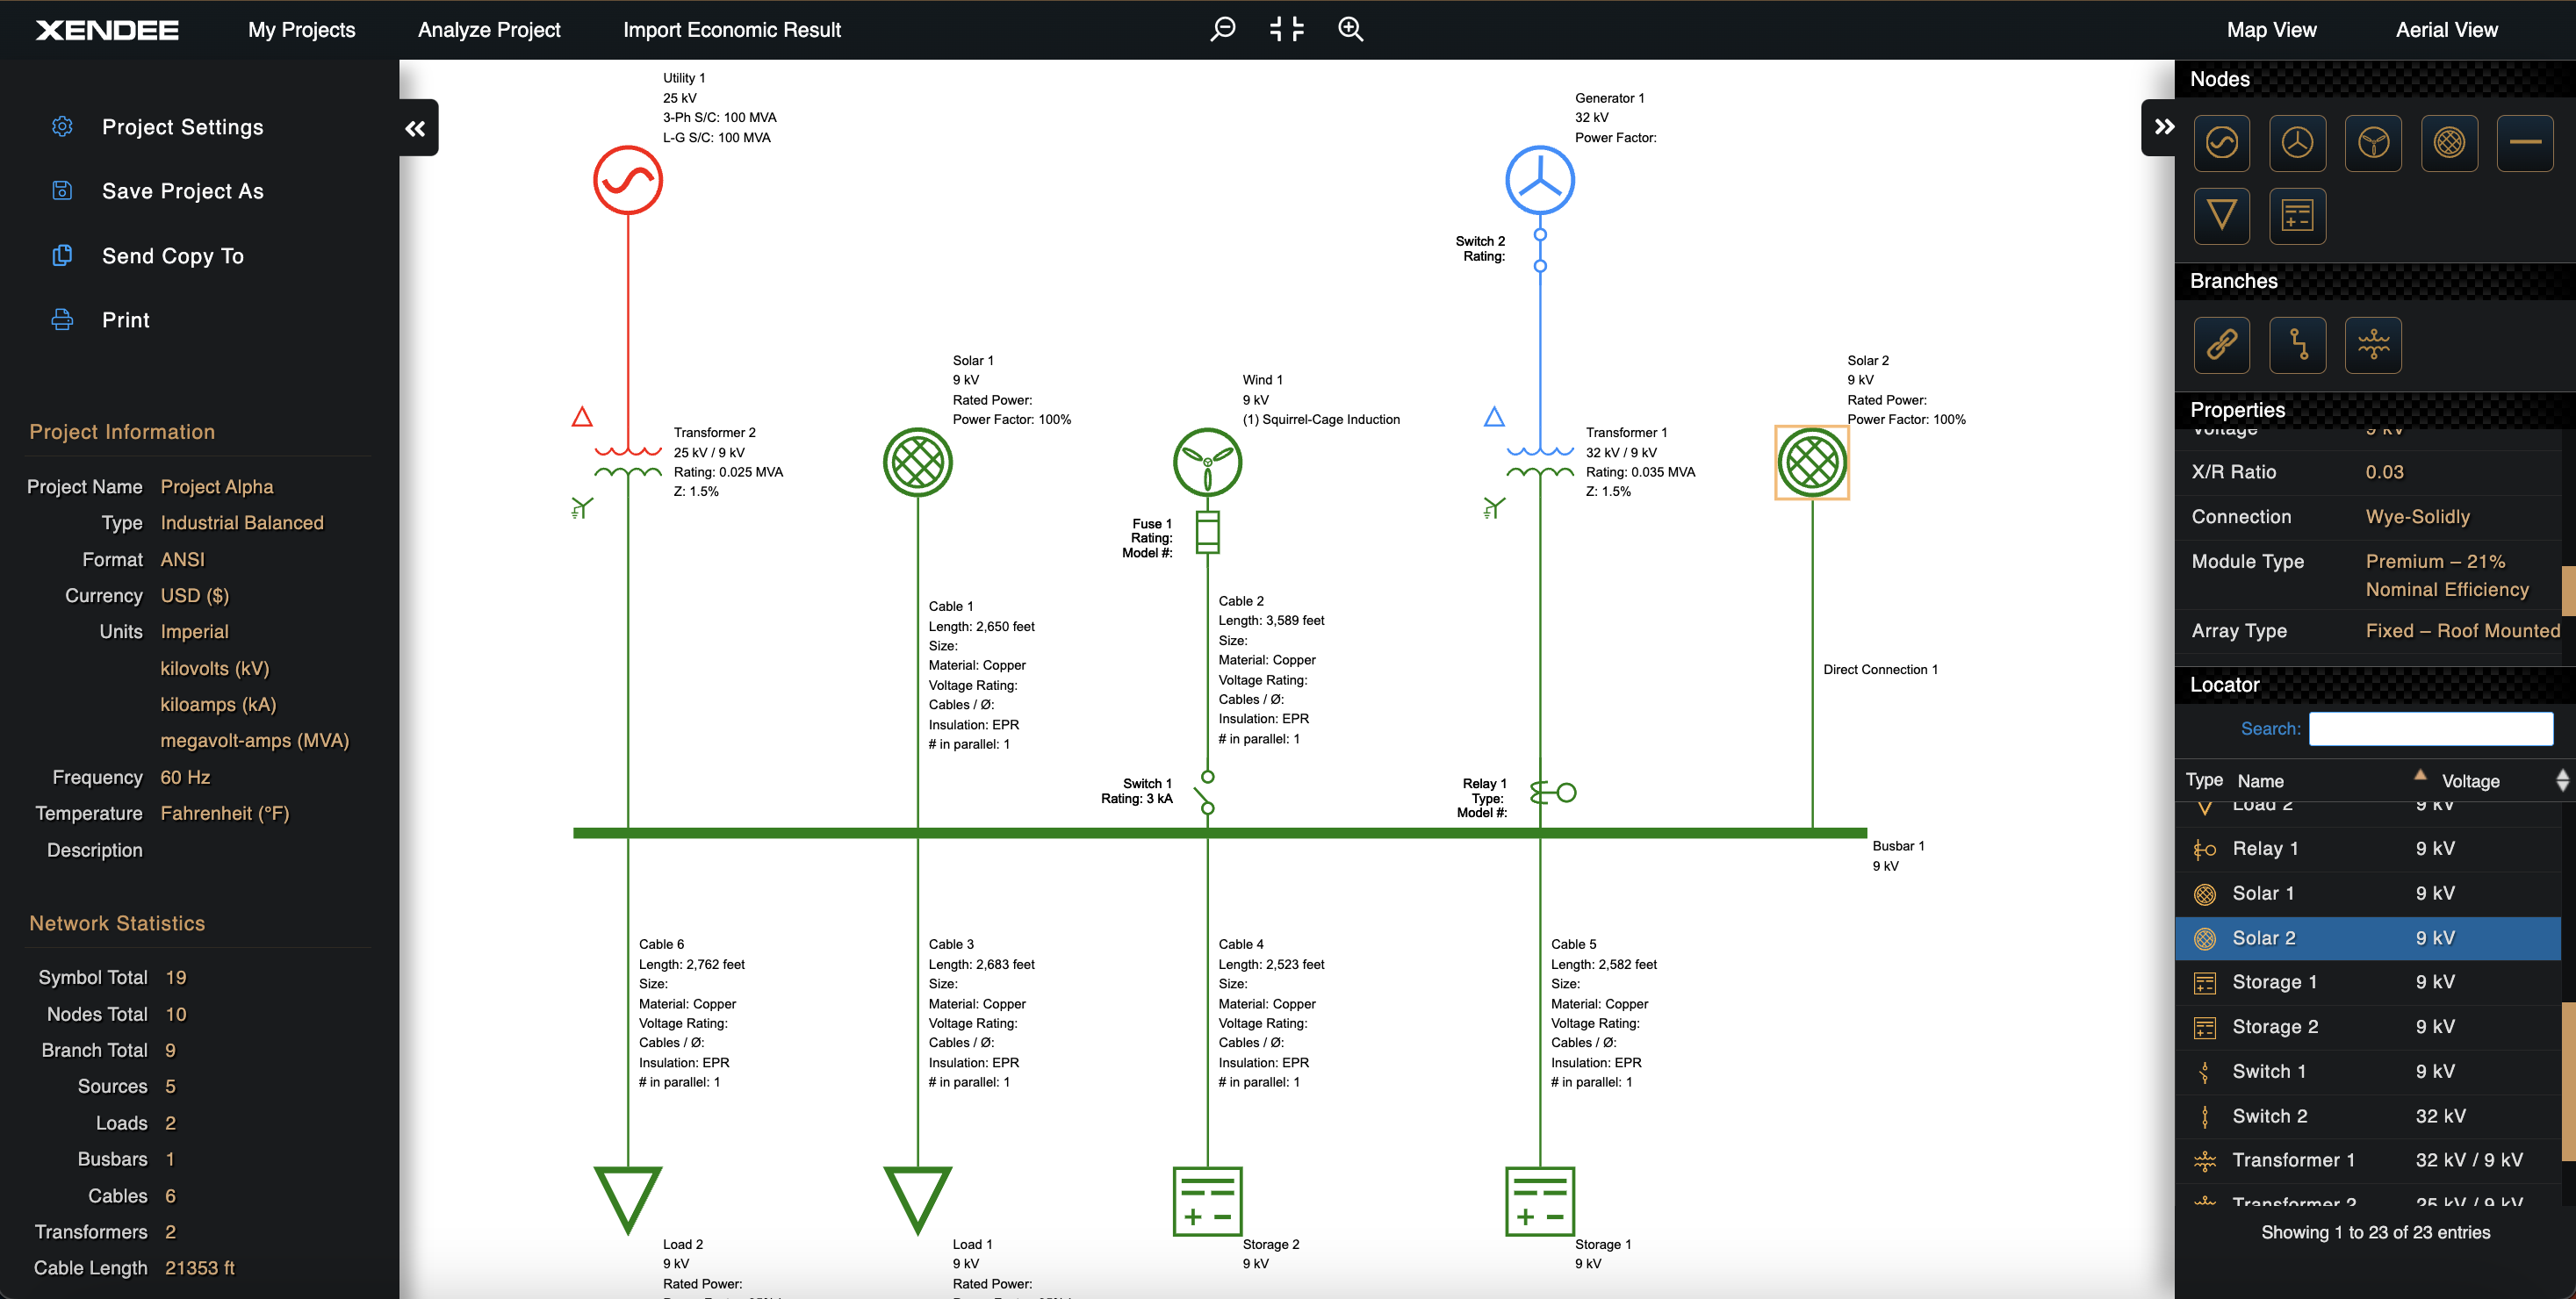 XENDEE
My Projects
Analyze Project
Import Economic Result
Map View
Aerial View
Project Settings
Save Project As
Send Copy To
Print
Project Information
Project Name Project Alpha
Type Industrial Balanced
Format ANSI
Currency USD ($)
Units Imperial
kilovolts (kV)
kiloamps (kA)
megavolt-amps (MVA)
Frequency 60 Hz
Temperature Fahrenheit (°F)
Description
Network Statistics
Symbol Total 19
Nodes Total 10
Branch Total 9
Sources 5
Loads 2
Busbars 1
Cables 6
Transformers 2
Cable Length 21353 ft
Utility 1
25 kV
3-Ph S/C: 100 MVA
L-G S/C: 100 MVA
Generator 1
32 kV
Power Factor:
Switch 2
Rating:
Transformer 2
25 kV / 9 kV
Rating: 0.025 MVA
Z: 1.5%
Solar 1
9 kV
Rated Power:
Power Factor: 100%
Wind 1
9 kV
(1) Squirrel-Cage Induction
Transformer 1
32 kV / 9 kV
Rating: 0.035 MVA
Z: 1.5%
Solar 2
9 kV
Rated Power:
Power Factor: 100%
Fuse 1
Rating:
Model #:
Cable 1
Length: 2,650 feet
Size:
Material: Copper
Voltage Rating:
Cables / Ø:
Insulation: EPR
# in parallel: 1
Cable 2
Length: 3,589 feet
Size:
Material: Copper
Voltage Rating:
Cables / Ø:
Insulation: EPR
# in parallel: 1
Direct Connection 1
Switch 1
Rating: 3 kA
Relay 1
Type:
Model #:
Busbar 1
9 kV
Cable 6
Length: 2,762 feet
Size:
Material: Copper
Voltage Rating:
Cables / Ø:
Insulation: EPR
# in parallel: 1
Cable 3
Length: 2,683 feet
Size:
Material: Copper
Voltage Rating:
Cables / Ø:
Insulation: EPR
# in parallel: 1
Cable 4
Length: 2,523 feet
Size:
Material: Copper
Voltage Rating:
Cables / Ø:
Insulation: EPR
# in parallel: 1
Cable 5
Length: 2,582 feet
Size:
Material: Copper
Voltage Rating:
Cables / Ø:
Insulation: EPR
# in parallel: 1
Load 2
9 kV
Rated Power:
Load 1
9 kV
Rated Power:
Storage 2
9 kV
Storage 1
9 kV
Nodes
Branches
Properties
Voltage 9 kV
X/R Ratio 0.03
Connection Wye-Solidly
Module Type Premium – 21%
Nominal Efficiency
Array Type Fixed – Roof Mounted
Locator
Search:
Type Name Voltage
Load 2 9 kV
Relay 1 9 kV
Solar 1 9 kV
Solar 2 9 kV
Storage 1 9 kV
Storage 2 9 kV
Switch 1 9 kV
Switch 2 32 kV
Transformer 1 32 kV / 9 kV
Transformer 2 25 kV / 9 kV
Showing 1 to 23 of 23 entries